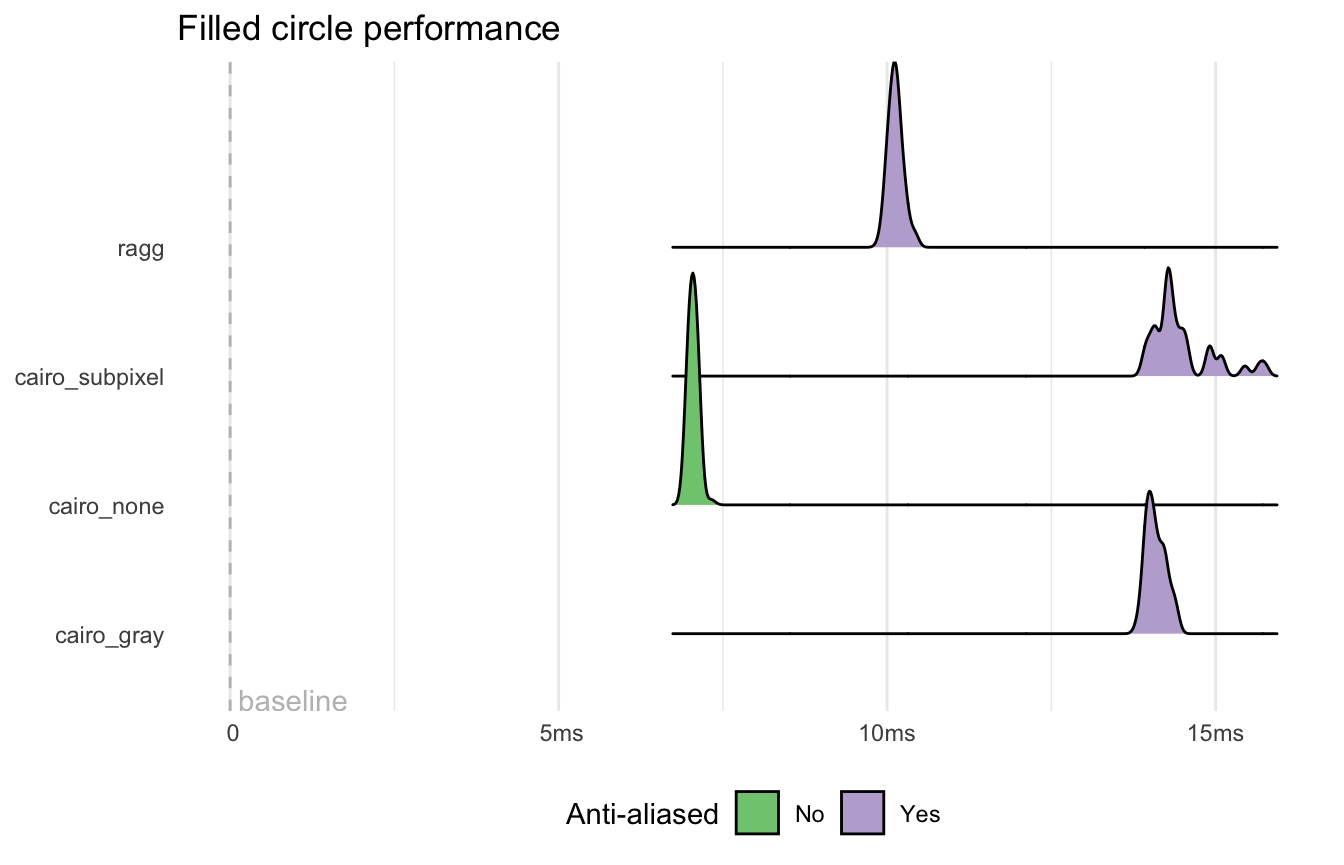 Filled circle performance
ragg
cairo_subpixel
cairo_none
cairo_gray
baseline
0 5ms 10ms 15ms
Anti-aliased No Yes